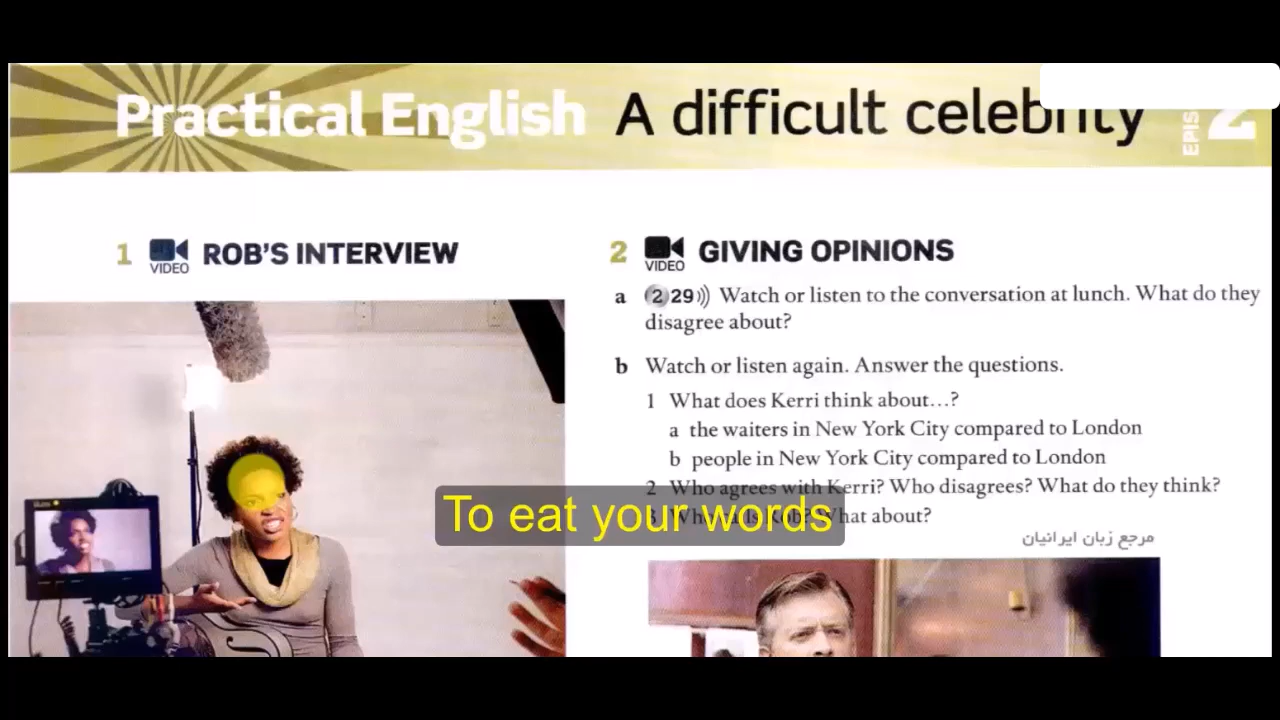 Practical English A difficult celebrity
EPIS 2
1 VIDEO ROB'S INTERVIEW
2 VIDEO GIVING OPINIONS
a 2 29 Watch or listen to the conversation at lunch. What do they
disagree about?
b Watch or listen again. Answer the questions.
1 What does Kerri think about…?
a the waiters in New York City compared to London
b people in New York City compared to London
2 Who agrees with Kerri? Who disagrees? What do they think?
To eat your words
What about?
مرجع زبان ایرانیان